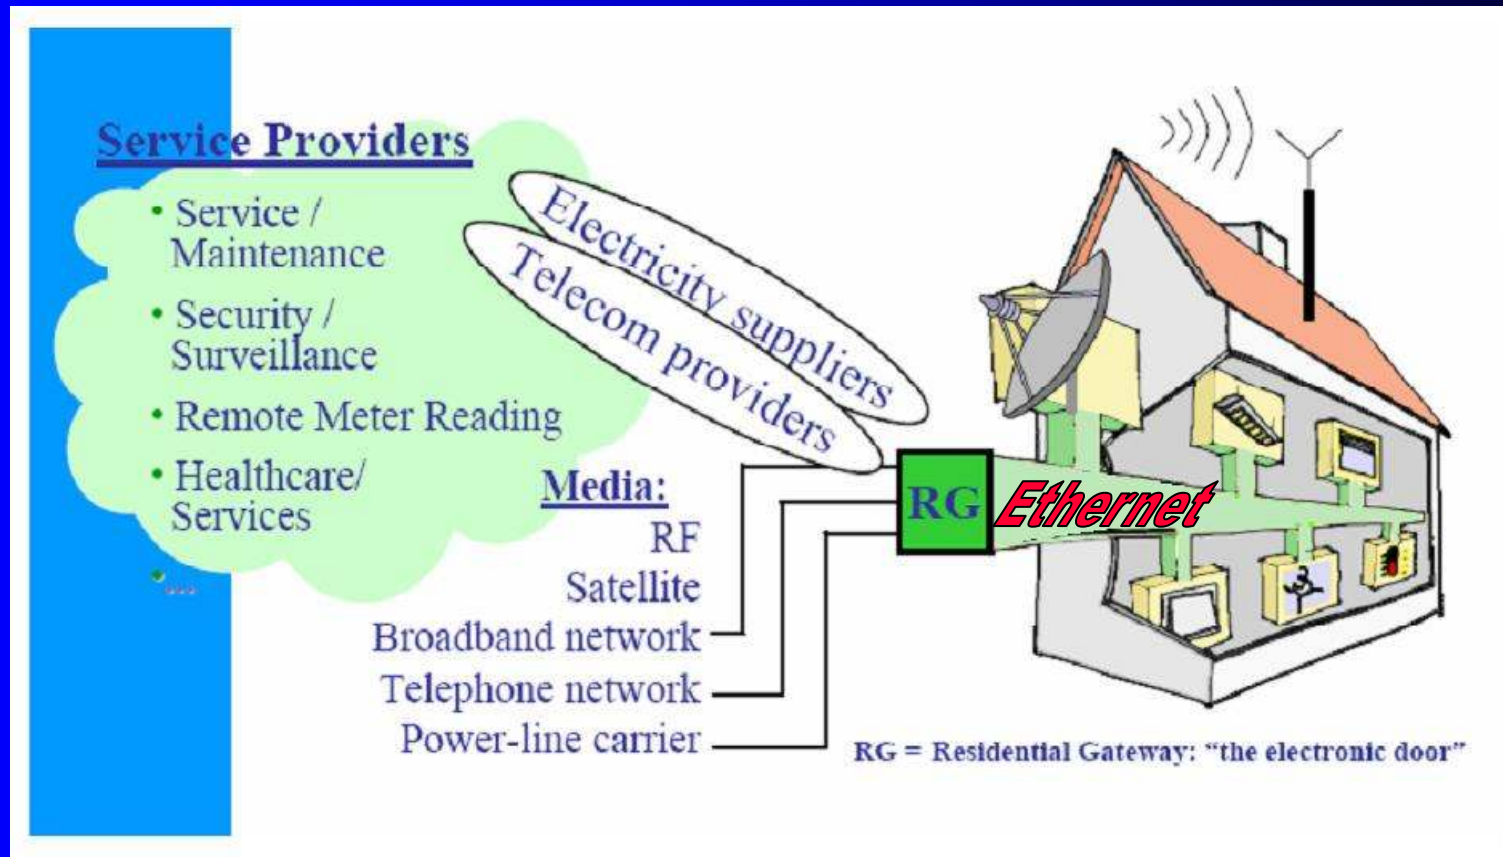 Service Providers
• Service /
Maintenance
• Security /
Surveillance
• Remote Meter Reading
• Healthcare/
Services
• ...
Electricity suppliers
Telecom providers
Media:
RF
Satellite
Broadband network
Telephone network
Power-line carrier
RG
Ethernet
RG = Residential Gateway: “the electronic door”